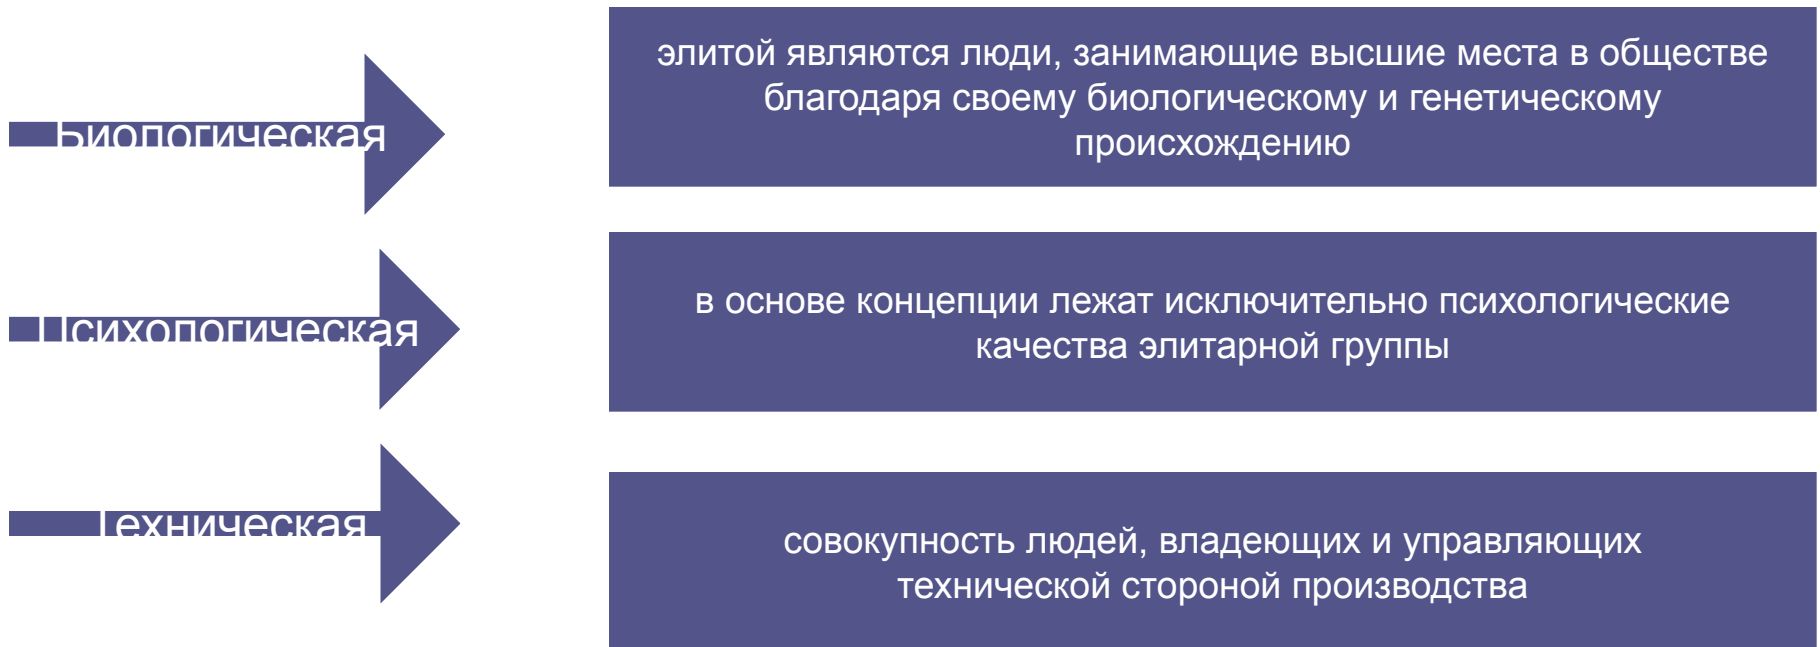 Биологическая
элитой являются люди, занимающие высшие места в обществе
благодаря своему биологическому и генетическому
происхождению
Психологическая
в основе концепции лежат исключительно психологические
качества элитарной группы
Техническая
совокупность людей, владеющих и управляющих
технической стороной производства